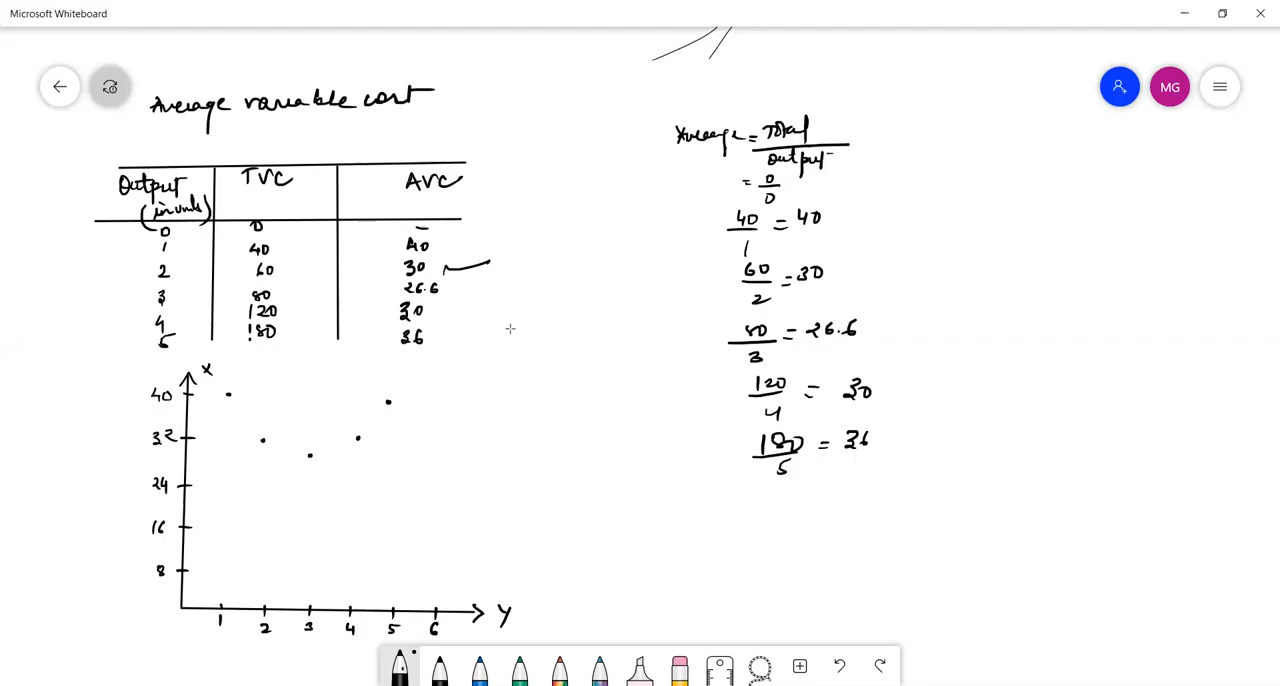 Microsoft Whiteboard
MG
Average variable cost
Output TVC AVC
(in units)
0 0 -
1 40 40
2 60 30
3 80 26.6
4 120 30
5 180 36
Average = Total
Output
= 0
0
40 = 40
1
60 = 30
2
80 = 26.6
3
120 = 30
4
180 = 36
5
X
40
32
24
16
8
Y
1 2 3 4 5 6